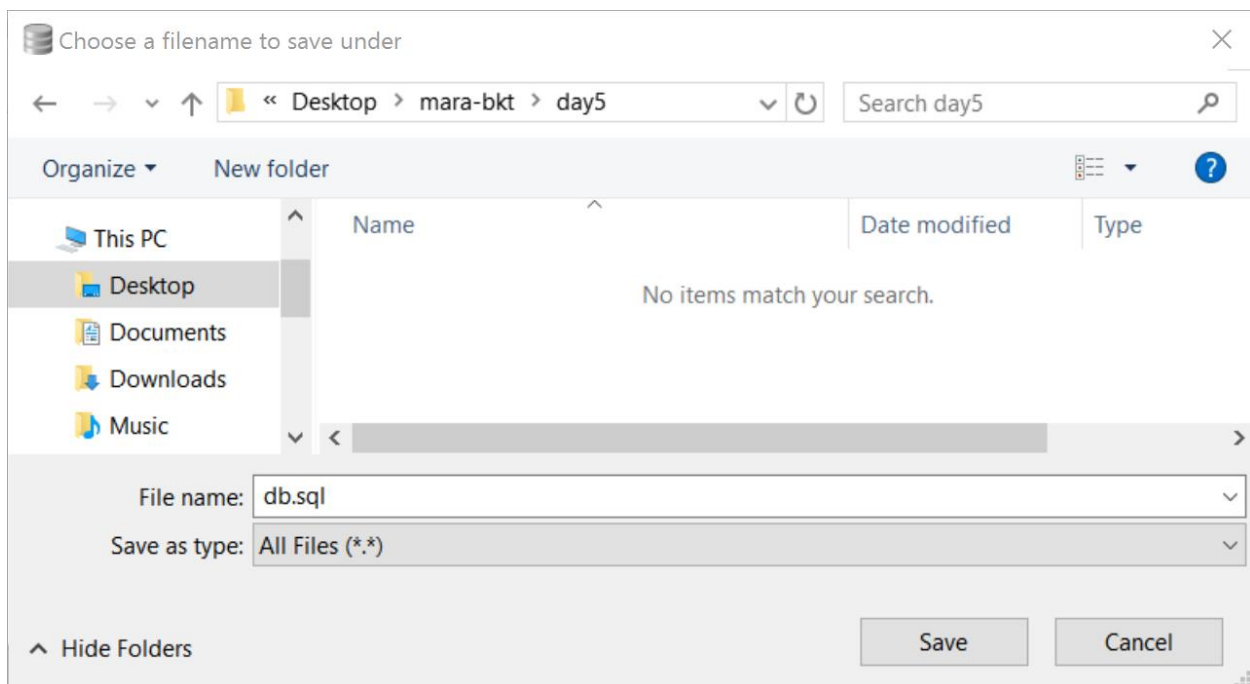 Choose a filename to save under
« Desktop > mara-bkt > day5
Search day5
Organize
New folder
?
Name
Date modified
Type
This PC
Desktop
Documents
Downloads
Music
No items match your search.
File name: db.sql
Save as type: All Files (*.*)
Hide Folders
Save
Cancel